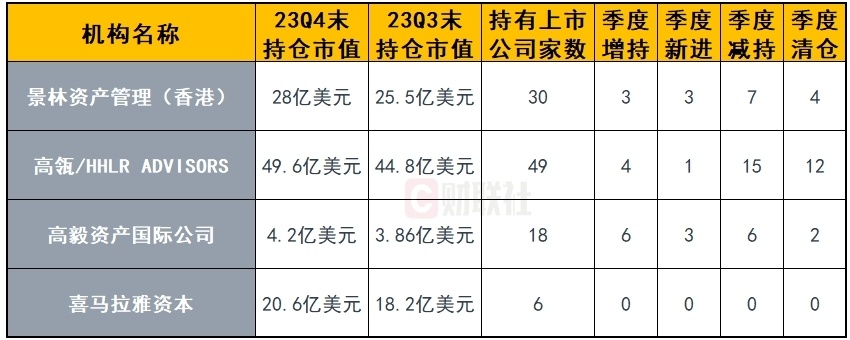 机构名称 23Q4末持仓市值 23Q3末持仓市值 持有上市公司家数 季度增持 季度新进 季度减持 季度清仓
景林资产管理（香港） 28亿美元 25.5亿美元 30 3 3 7 4
高瓴/HHLR ADVISORS 49.6亿美元 44.8亿美元 49 4 1 15 12
财联社
高毅资产国际公司 4.2亿美元 3.86亿美元 18 6 3 6 2
喜马拉雅资本 20.6亿美元 18.2亿美元 6 0 0 0 0